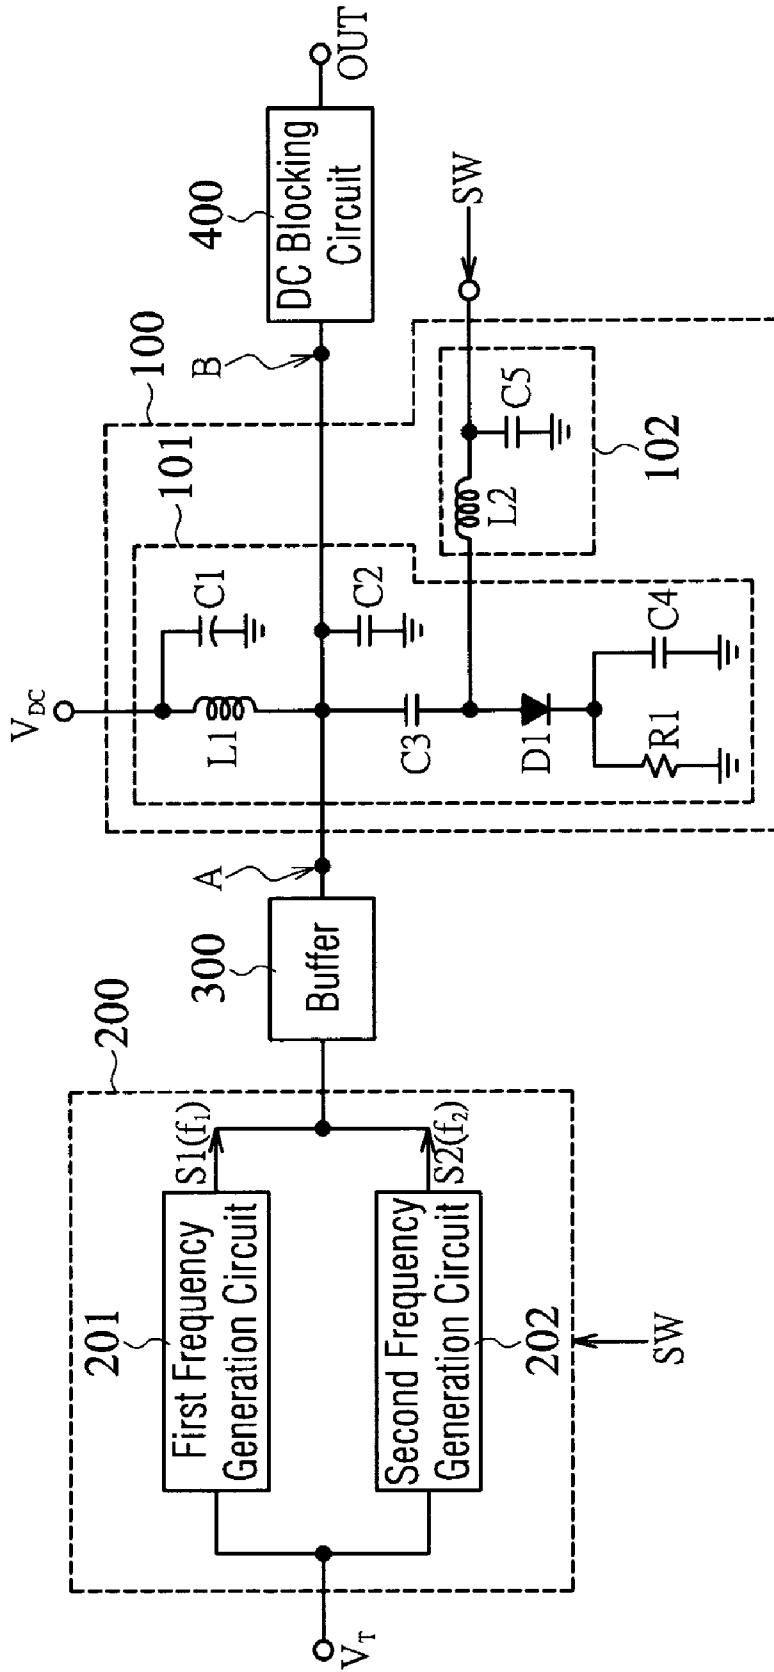 V_T
200
201
First Frequency
Generation Circuit
S1(f₁)
Second Frequency
Generation Circuit
S2(f₂)
202
SW
300
Buffer
A
100
101
V_DC
C1
L1
C2
C3
D1
R1
C4
L2
C5
102
SW
B
400
DC Blocking
Circuit
OUT